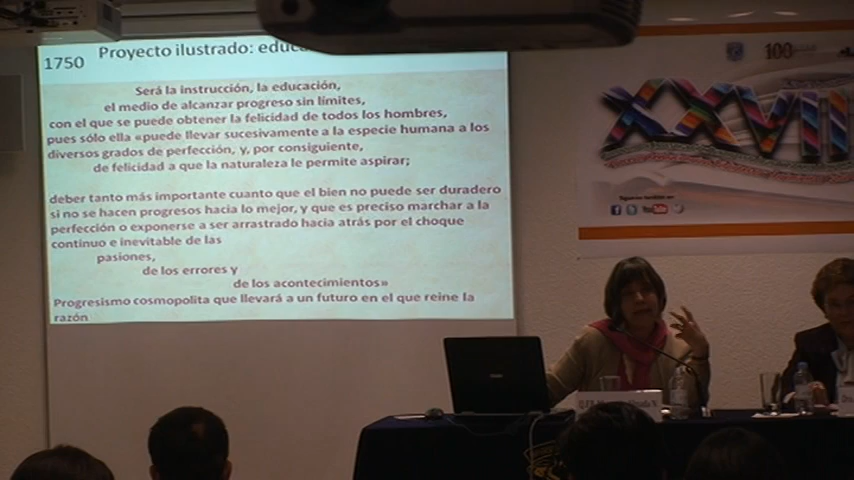 1750
Proyecto ilustrado:
Será la instrucción, la educación,
el medio de alcanzar progreso sin límites,
con el que se puede obtener la felicidad de todos los hombres,
pues sólo ella «puede llevar sucesivamente a la especie humana a los
diversos grados de perfección, y, por consiguiente,
de felicidad a que la naturaleza le permite aspirar;
deber tanto más importante cuanto que el bien no puede ser duradero
si no se hacen progresos hacia lo mejor, y que es preciso marchar a la
perfección o exponerse a ser arrastrado hacia atrás por el choque
continuo e inevitable de las
pasiones,
de los errores y
de los acontecimientos»
Progresismo cosmopolita que llevará a un futuro en el que reine la
razón
100
XXVII
YouTube